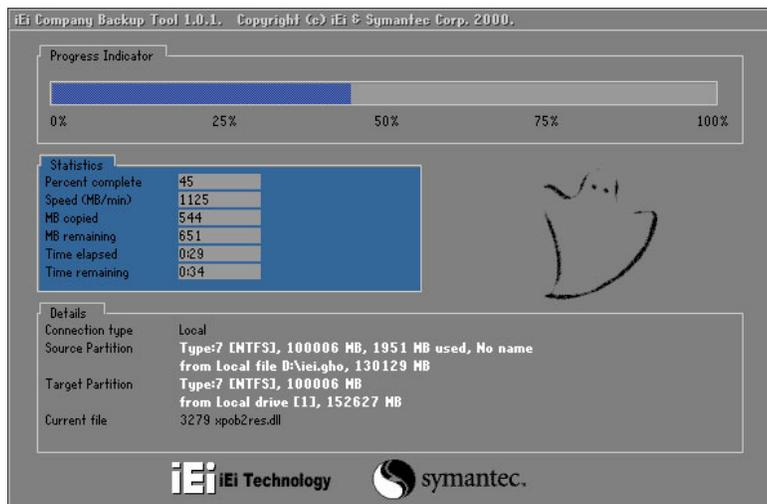 iEi Company Backup Tool 1.0.1.   Copyright (c) iEi & Symantec Corp. 2000.
Progress Indicator
0% 25% 50% 75% 100%
Statistics
Percent complete 45
Speed (MB/min) 1125
MB copied 544
MB remaining 651
Time elapsed 0:29
Time remaining 0:34
Details
Connection type Local
Source Partition Type:7 [NTFS], 100006 MB, 1951 MB used, No name
from Local file D:\iei.gho, 130129 MB
Target Partition Type:7 [NTFS], 100006 MB
from Local drive [1], 152627 MB
Current file 3279 xpob2res.dll
iEi iEi Technology symantec.